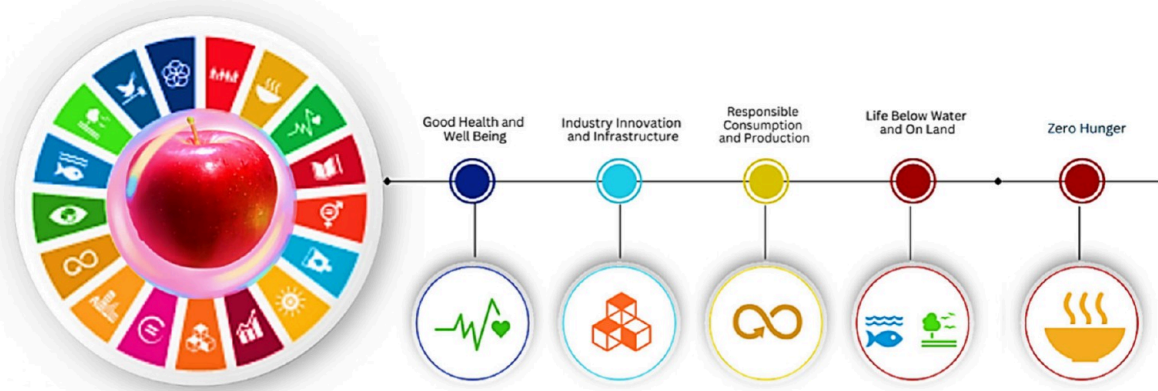 Good Health and
Well Being
Industry Innovation
and Infrastructure
Responsible
Consumption
and Production
Life Below Water
and On Land
Zero Hunger